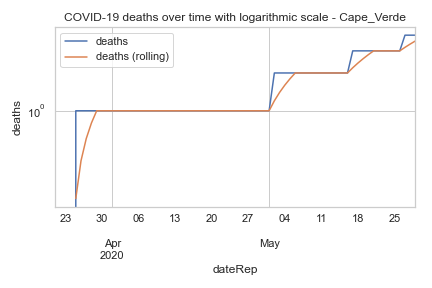 COVID-19 deaths over time with logarithmic scale - Cape_Verde
deaths
deaths (rolling)
deaths
10⁰
23 30 06 13 20 27 04 11 18 25
Apr May
2020
dateRep